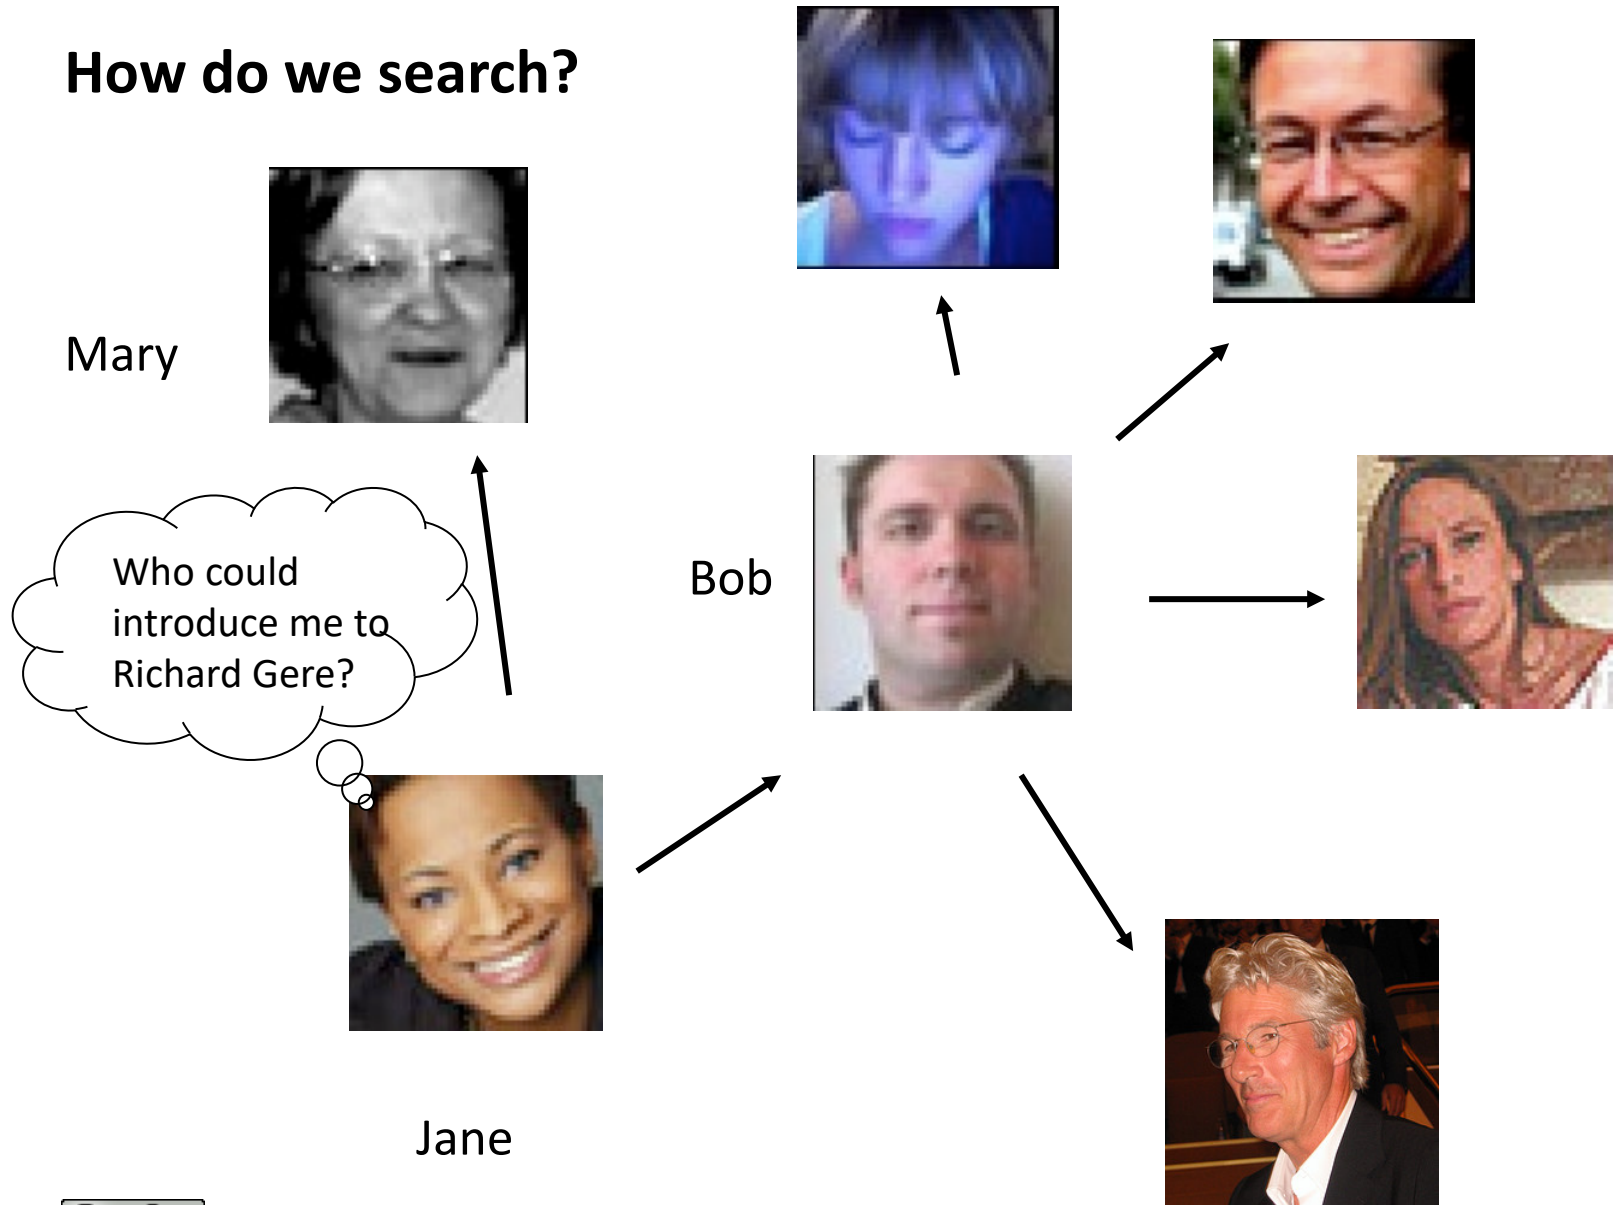 How do we search?
Mary
Who could
introduce me to
Richard Gere?
Bob
Jane